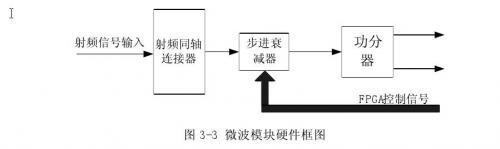 射频信号输入
射频同轴
连接器
步进衰
减器
功分
器
FPGA控制信号
图 3-3 微波模块硬件框图